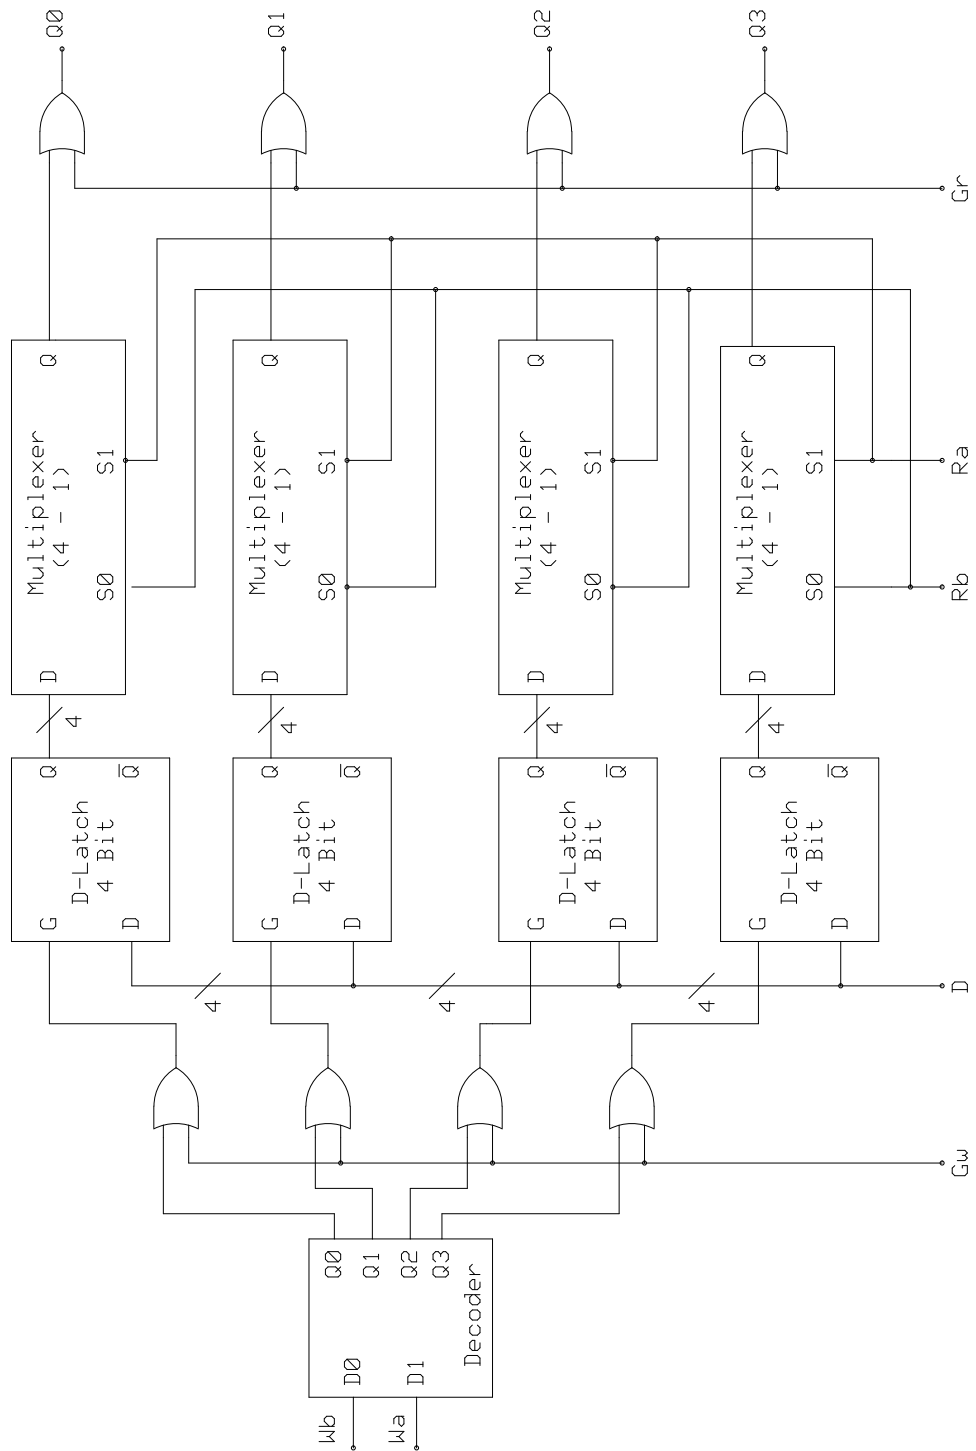 Wb
Wa
D0
D1
Q0
Q1
Q2
Q3
Decoder
G
D
D-Latch
4 Bit
Q
Q̅
4
D
Multiplexer
(4 - 1)
S0
S1
Q
Q0
4
G
D
D-Latch
4 Bit
Q
Q̅
4
D
Multiplexer
(4 - 1)
S0
S1
Q
Q1
4
G
D
D-Latch
4 Bit
Q
Q̅
4
D
Multiplexer
(4 - 1)
S0
S1
Q
Q2
4
G
D
D-Latch
4 Bit
Q
Q̅
4
D
Multiplexer
(4 - 1)
S0
S1
Q
Q3
Gw
D
Rb
Ra
Gr